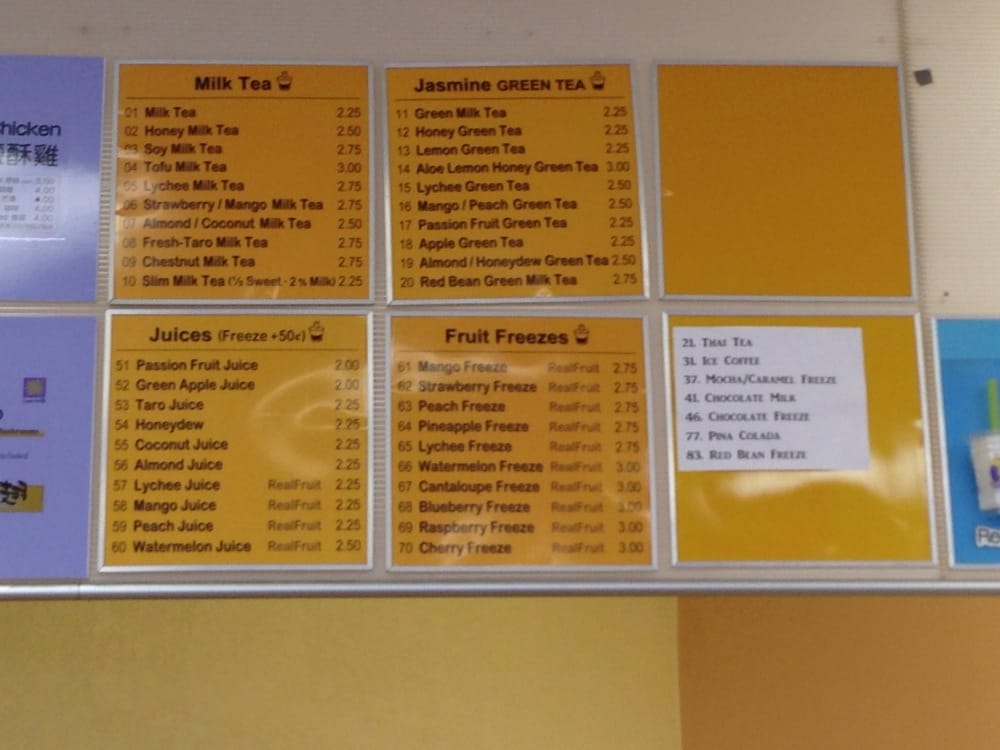 Chicken
酥雞
4.00
4.00
4.00
4.00
Milk Tea
01 Milk Tea 2.25
02 Honey Milk Tea 2.50
03 Soy Milk Tea 2.75
04 Tofu Milk Tea 3.00
05 Lychee Milk Tea 2.75
06 Strawberry / Mango Milk Tea 2.75
07 Almond / Coconut Milk Tea 2.50
08 Fresh-Taro Milk Tea 2.75
09 Chestnut Milk Tea 2.75
10 Slim Milk Tea (½ Sweet - 2% Milk) 2.25
Jasmine GREEN TEA
11 Green Milk Tea 2.25
12 Honey Green Tea 2.25
13 Lemon Green Tea 2.25
14 Aloe Lemon Honey Green Tea 3.00
15 Lychee Green Tea 2.50
16 Mango / Peach Green Tea 2.50
17 Passion Fruit Green Tea 2.25
18 Apple Green Tea 2.25
19 Almond / Honeydew Green Tea 2.50
20 Red Bean Green Milk Tea 2.75
Juices (Freeze +50¢)
51 Passion Fruit Juice 2.00
52 Green Apple Juice 2.00
53 Taro Juice 2.25
54 Honeydew 2.25
55 Coconut Juice 2.25
56 Almond Juice 2.25
57 Lychee Juice RealFruit 2.25
58 Mango Juice RealFruit 2.25
59 Peach Juice RealFruit 2.25
60 Watermelon Juice RealFruit 2.50
Fruit Freezes
61 Mango Freeze RealFruit 2.75
62 Strawberry Freeze RealFruit 2.75
63 Peach Freeze RealFruit 2.75
64 Pineapple Freeze RealFruit 2.75
65 Lychee Freeze RealFruit 2.75
66 Watermelon Freeze RealFruit 3.00
67 Cantaloupe Freeze RealFruit 3.00
68 Blueberry Freeze RealFruit 3.00
69 Raspberry Freeze RealFruit 3.00
70 Cherry Freeze RealFruit 3.00
21. THAI TEA
31. ICE COFFEE
37. MOCHA/CARAMEL FREEZE
41. CHOCOLATE MILK
46. CHOCOLATE FREEZE
77. PINA COLADA
83. RED BEAN FREEZE
Re